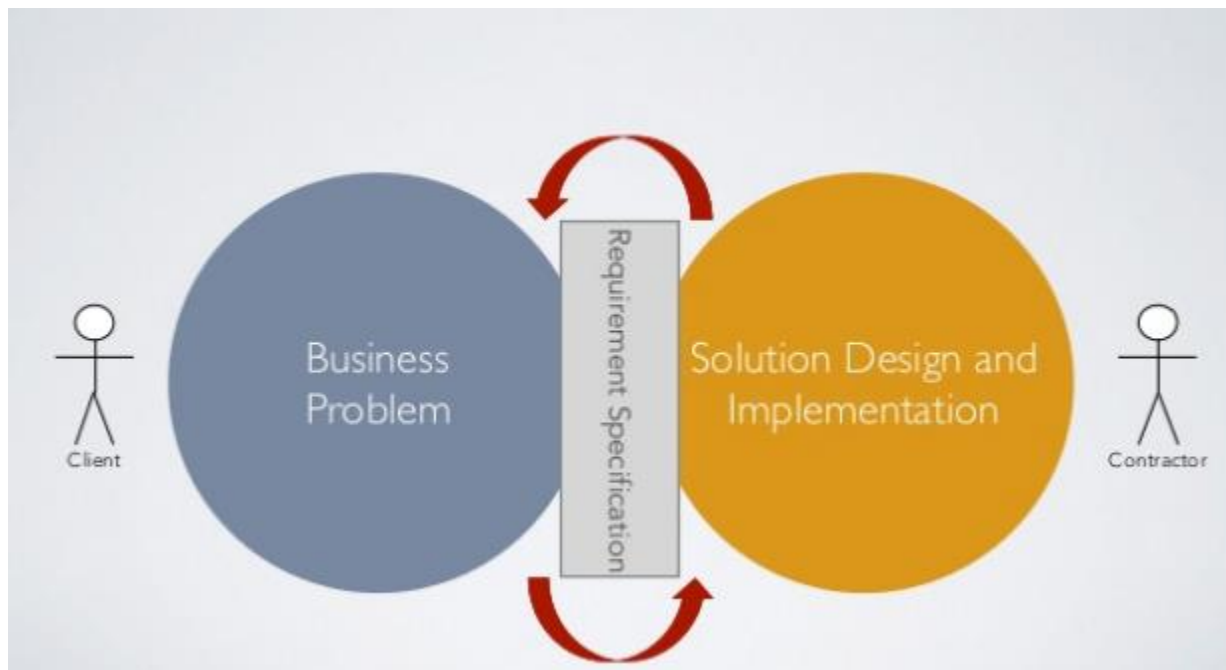 Client
Business
Problem
Requirement Specification
Solution Design and
Implementation
Contractor